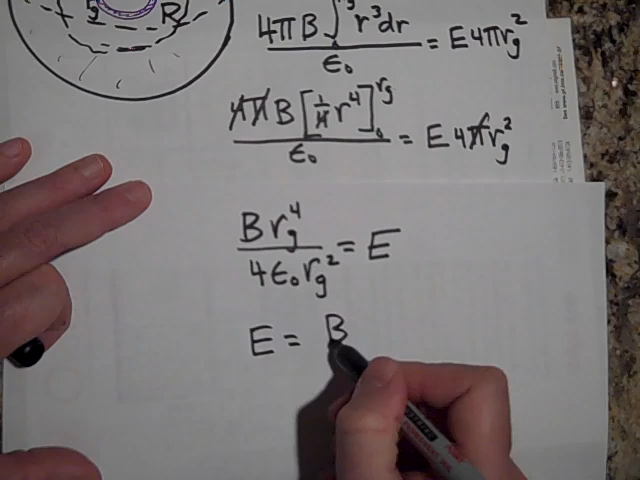 g R
4πB∫ r³dr / ε₀ = E4πr_g²
4πB[¼r⁴]₀^(r_g) / ε₀ = E4πr_g²
Br_g⁴ / 4ε₀r_g² = E
E = B